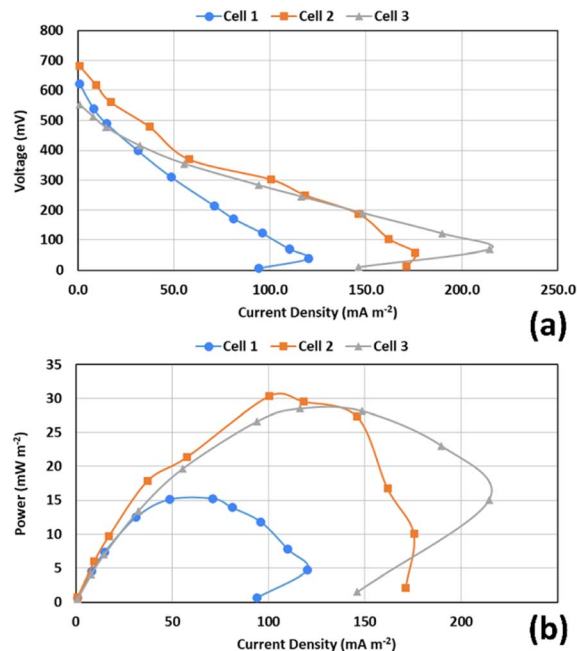 Cell 1 Cell 2 Cell 3
800
700
600
500
400
300
200
100
0
0.0 50.0 100.0 150.0 200.0 250.0
Voltage (mV)
Current Density (mA m-2)
(a)
Cell 1 Cell 2 Cell 3
35
30
25
20
15
10
5
0
0 50 100 150 200 250
Power (mW m-2)
Current Density (mA m-2)
(b)